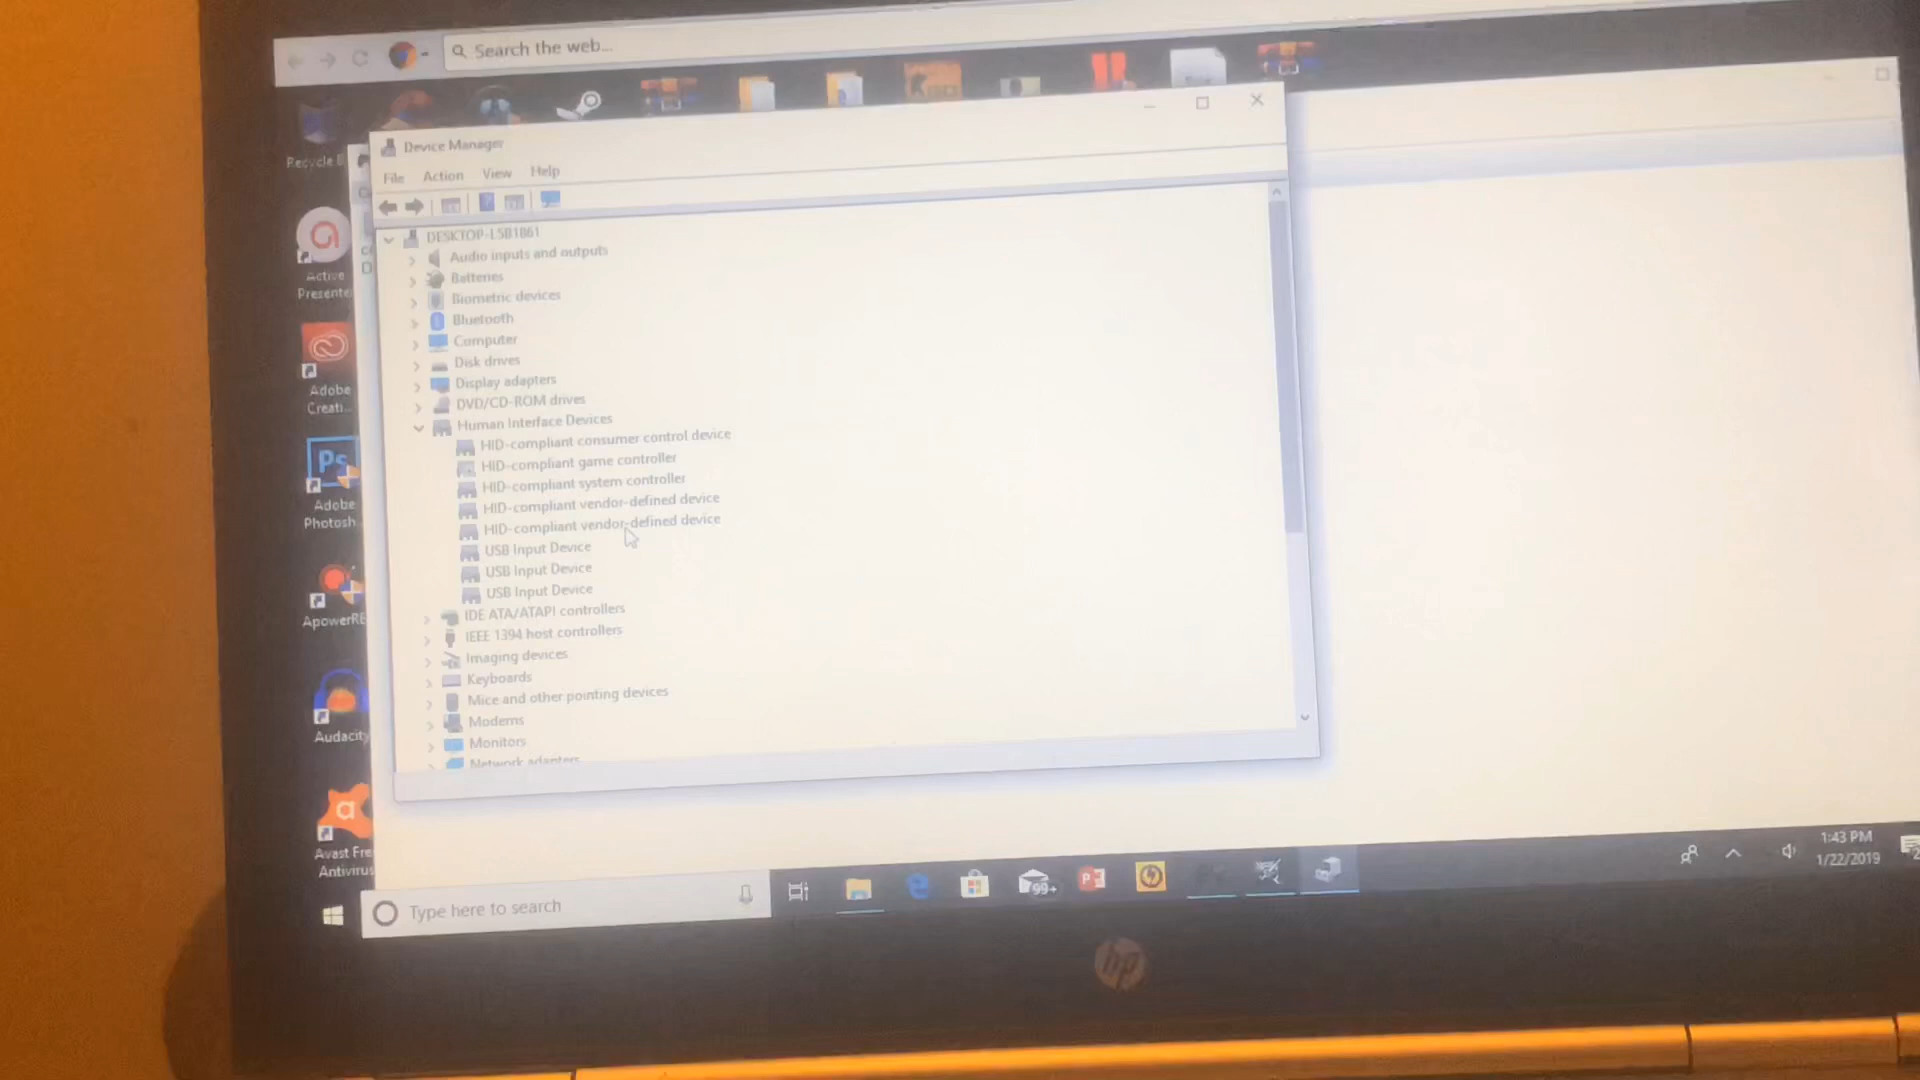 Search the web...
Recycle B
Device Manager
File Action View Help
DESKTOP-L5B1861
Audio inputs and outputs
Batteries
Biometric devices
Bluetooth
Computer
Disk drives
Display adapters
DVD/CD-ROM drives
Human Interface Devices
HID-compliant consumer control device
HID-compliant game controller
HID-compliant system controller
HID-compliant vendor-defined device
HID-compliant vendor-defined device
USB Input Device
USB Input Device
USB Input Device
IDE ATA/ATAPI controllers
IEEE 1394 host controllers
Imaging devices
Keyboards
Mice and other pointing devices
Modems
Monitors
Network adapters
Active
Presente
Adobe
Creati...
Ps
Adobe
Photosh
ApowerRE
Audacity
Avast Fre
Antivirus
Type here to search
99+
1:43 PM
1/22/2019
hp